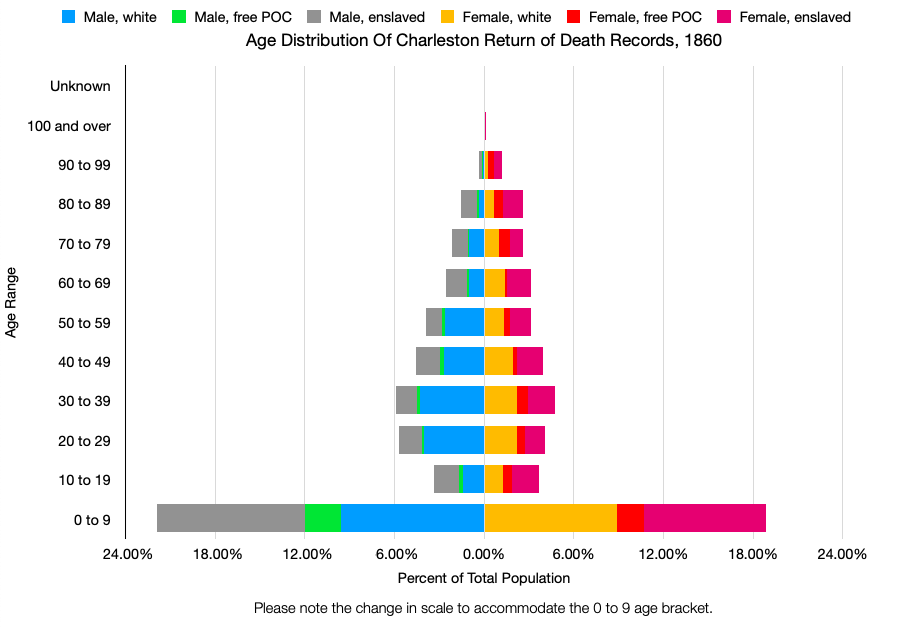 Male, white Male, free POC Male, enslaved Female, white Female, free POC Female, enslaved
Age Distribution Of Charleston Return of Death Records, 1860
Age Range
Unknown
100 and over
90 to 99
80 to 89
70 to 79
60 to 69
50 to 59
40 to 49
30 to 39
20 to 29
10 to 19
0 to 9
24.00% 18.00% 12.00% 6.00% 0.00% 6.00% 12.00% 18.00% 24.00%
Percent of Total Population
Please note the change in scale to accommodate the 0 to 9 age bracket.